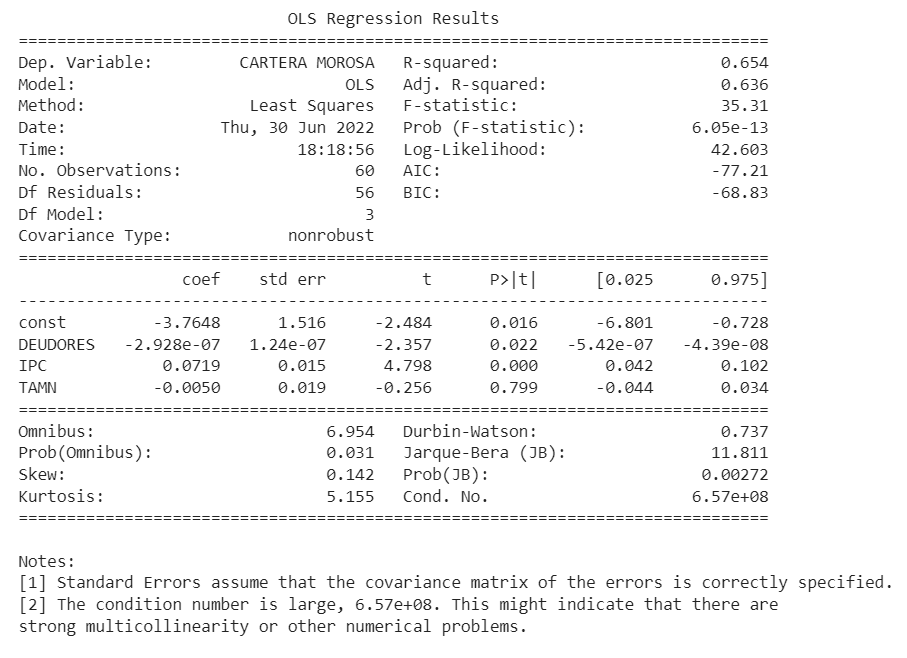 OLS Regression Results
==============================================================================
Dep. Variable: CARTERA MOROSA R-squared: 0.654
Model: OLS Adj. R-squared: 0.636
Method: Least Squares F-statistic: 35.31
Date: Thu, 30 Jun 2022 Prob (F-statistic): 6.05e-13
Time: 18:18:56 Log-Likelihood: 42.603
No. Observations: 60 AIC: -77.21
Df Residuals: 56 BIC: -68.83
Df Model: 3
Covariance Type: nonrobust
==============================================================================
coef std err t P>|t| [0.025 0.975]
------------------------------------------------------------------------------
const -3.7648 1.516 -2.484 0.016 -6.801 -0.728
DEUDORES -2.928e-07 1.24e-07 -2.357 0.022 -5.42e-07 -4.39e-08
IPC 0.0719 0.015 4.798 0.000 0.042 0.102
TAMN -0.0050 0.019 -0.256 0.799 -0.044 0.034
==============================================================================
Omnibus: 6.954 Durbin-Watson: 0.737
Prob(Omnibus): 0.031 Jarque-Bera (JB): 11.811
Skew: 0.142 Prob(JB): 0.00272
Kurtosis: 5.155 Cond. No. 6.57e+08
==============================================================================
Notes:
[1] Standard Errors assume that the covariance matrix of the errors is correctly specified.
[2] The condition number is large, 6.57e+08. This might indicate that there are
strong multicollinearity or other numerical problems.